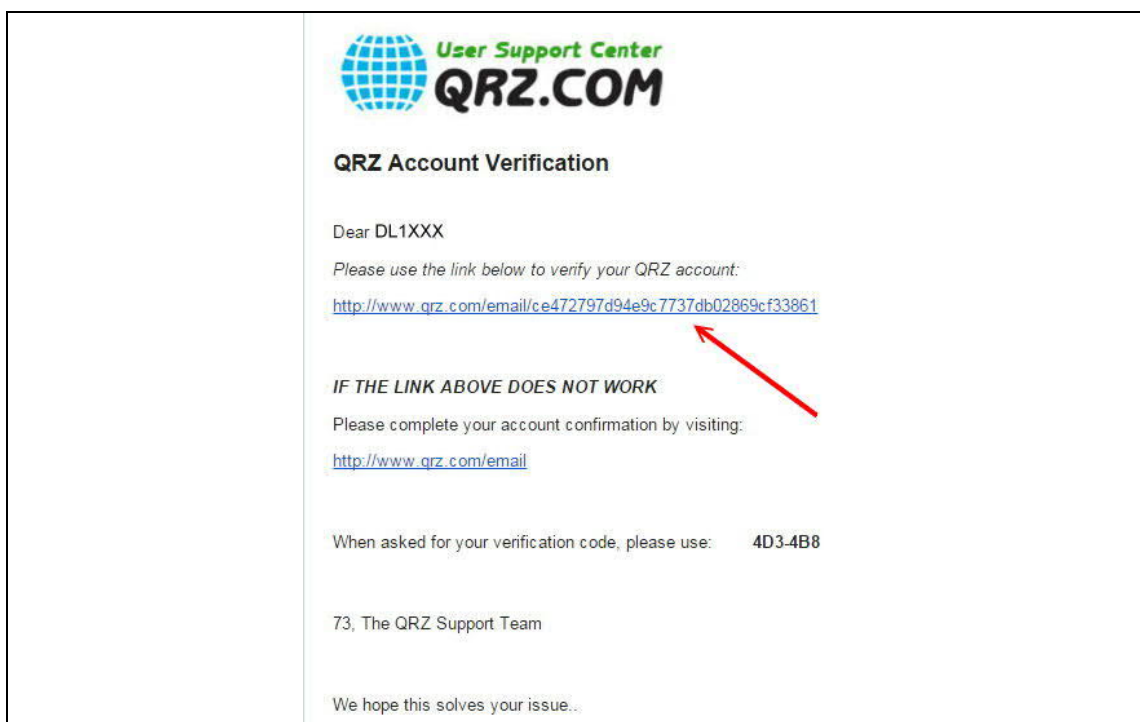 User Support Center
QRZ.COM
QRZ Account Verification
Dear DL1XXX
Please use the link below to verify your QRZ account:
http://www.qrz.com/email/ce472797d94e9c7737db02869cf33861
IF THE LINK ABOVE DOES NOT WORK
Please complete your account confirmation by visiting:
http://www.qrz.com/email
When asked for your verification code, please use: 4D3-4B8
73, The QRZ Support Team
We hope this solves your issue..